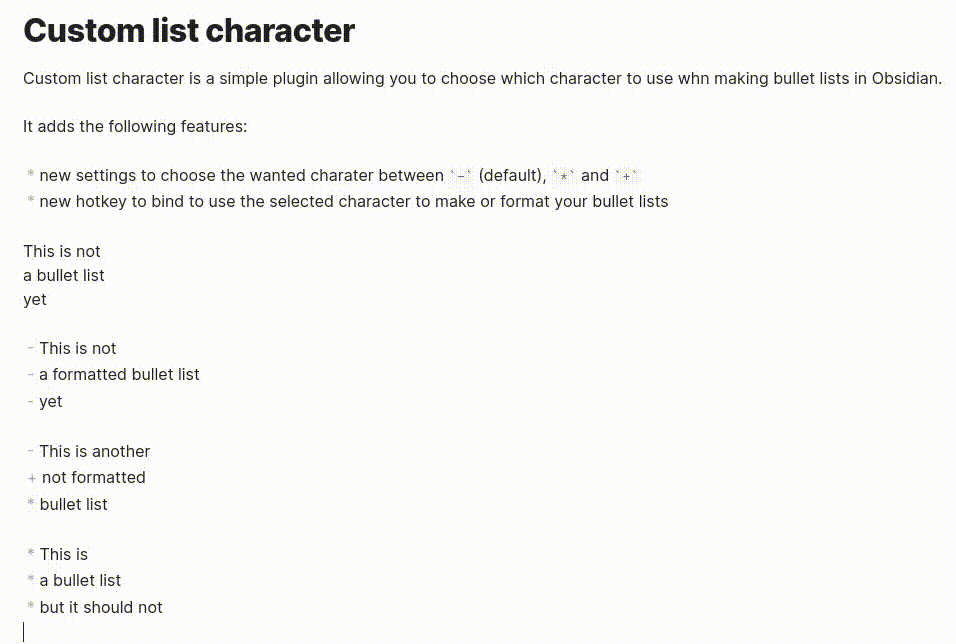 Custom list character
Custom list character is a simple plugin allowing you to choose which character to use whn making bullet lists in Obsidian.
It adds the following features:
* new settings to choose the wanted charater between `-` (default), `*` and `+`
* new hotkey to bind to use the selected character to make or format your bullet lists
This is not
a bullet list
yet
- This is not
- a formatted bullet list
- yet
- This is another
+ not formatted
* bullet list
* This is
* a bullet list
* but it should not